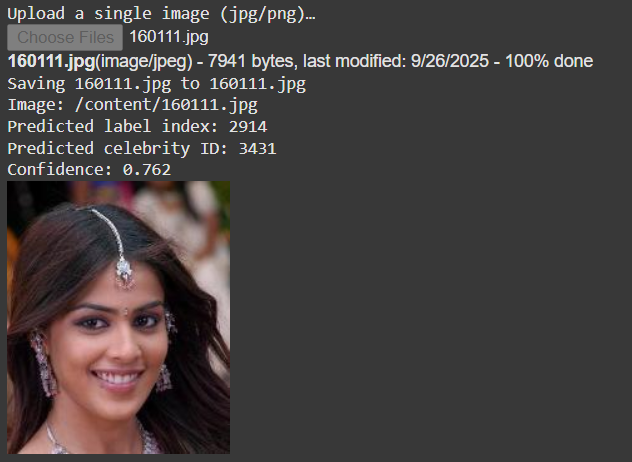 Upload a single image (jpg/png)…
Choose Files 160111.jpg
160111.jpg(image/jpeg) - 7941 bytes, last modified: 9/26/2025 - 100% done
Saving 160111.jpg to 160111.jpg
Image: /content/160111.jpg
Predicted label index: 2914
Predicted celebrity ID: 3431
Confidence: 0.762